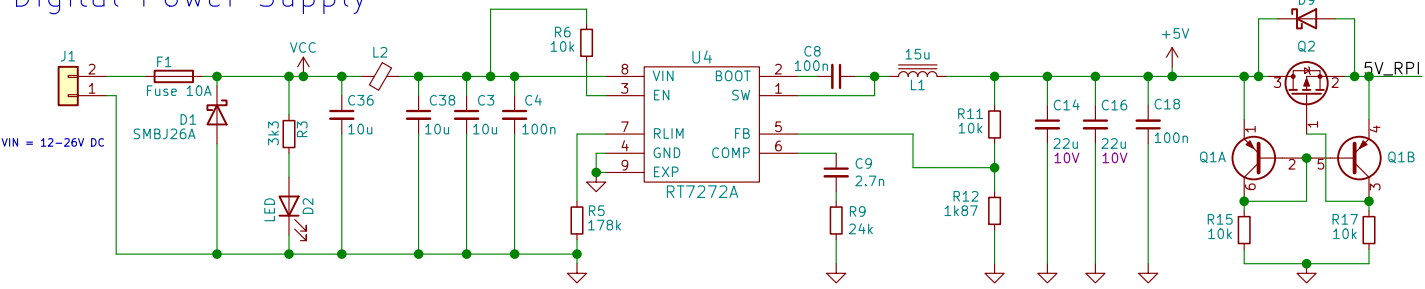 Digital Power Supply
J1
2
1
VIN = 12-26V DC
F1
Fuse 10A
D1
SMBJ26A
VCC
3k3
R3
LED
D2
L2
C36
10u
C38
10u
C3
10u
C4
100n
R6
10k
R5
178k
U4
8
VIN
3
EN
7
RLIM
4
GND
9
EXP
BOOT
2
SW
1
FB
5
COMP
6
RT7272A
C8
100n
C9
2.7n
R9
24k
15u
L1
R11
10k
R12
1k87
C14
22u
10V
C16
22u
10V
C18
100n
+5V
D9
Q2
3
2
1
5V_RPI
Q1A
1
2
6
Q1B
4
5
3
R15
10k
R17
10k